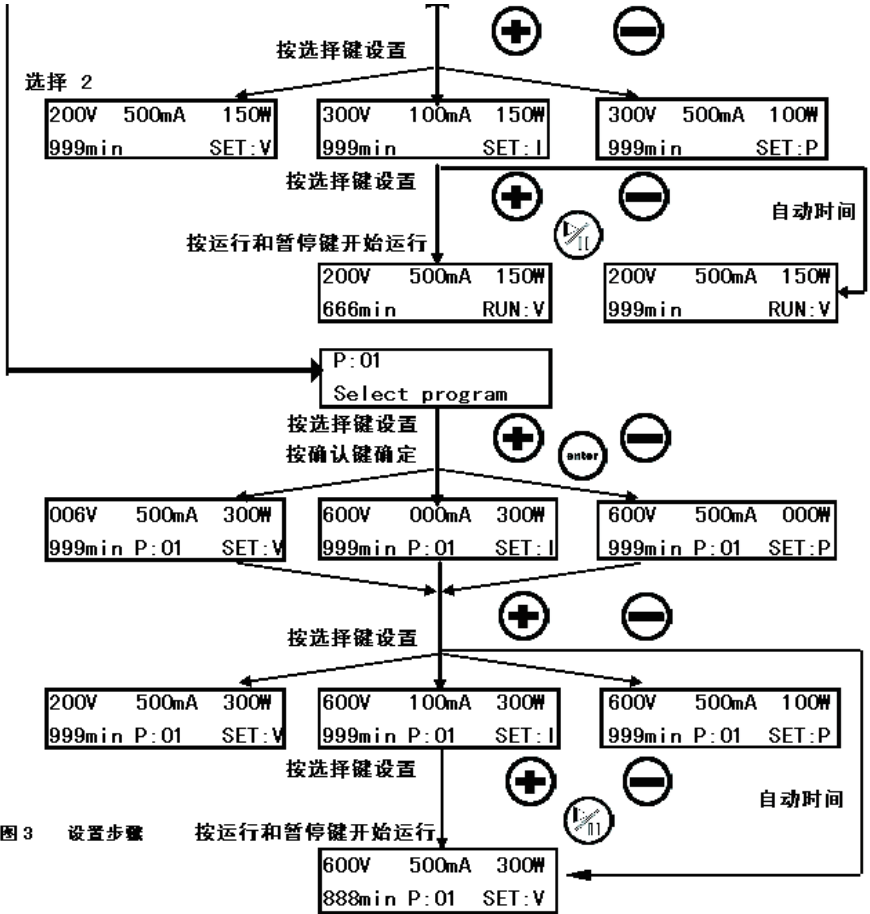 按选择键设置
选择 2
200V 500mA 150W
999min SET:V
300V 100mA 150W
999min SET:I
300V 500mA 100W
999min SET:P
按选择键设置
自动时间
按运行和暂停键开始运行
200V 500mA 150W
666min RUN:V
200V 500mA 150W
999min RUN:V
P:01
Select program
按选择键设置
按确认键确定
enter
006V 500mA 300W
999min P:01 SET:V
600V 000mA 300W
999min P:01 SET:I
600V 500mA 000W
999min P:01 SET:P
按选择键设置
200V 500mA 300W
999min P:01 SET:V
600V 100mA 300W
999min P:01 SET:I
600V 500mA 100W
999min P:01 SET:P
按选择键设置
自动时间
图3 设置步骤 按运行和暂停键开始运行
600V 500mA 300W
888min P:01 SET:V